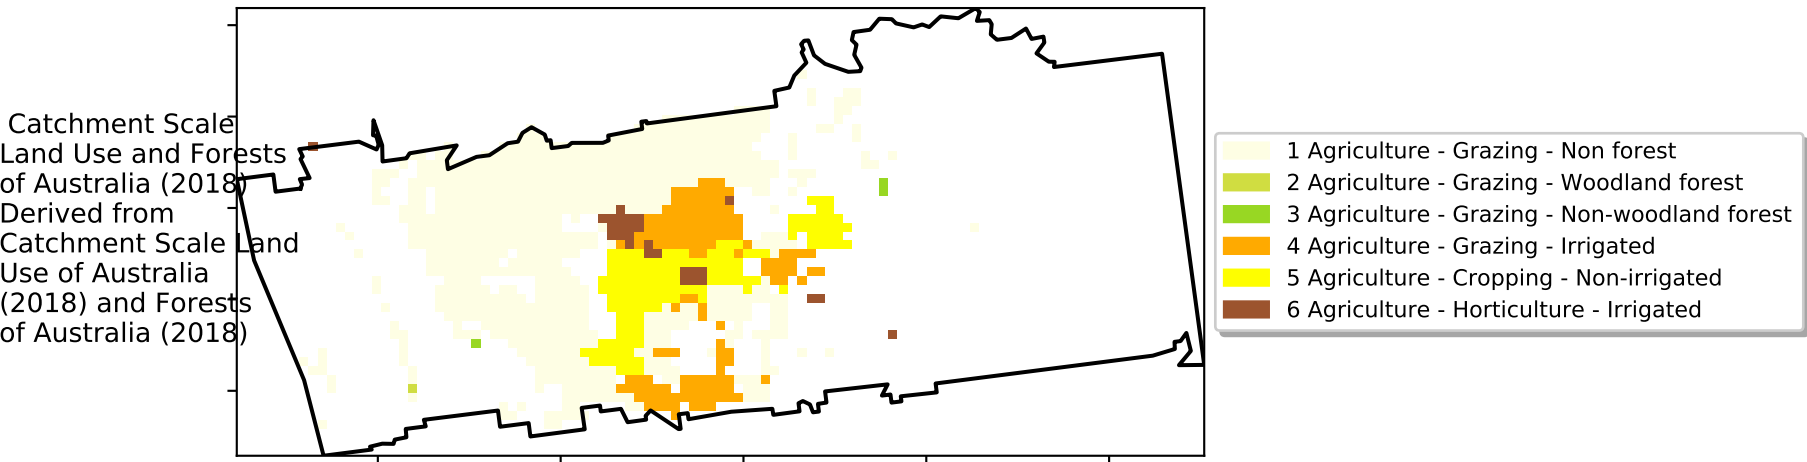 Catchment Scale
Land Use and Forests
of Australia (2018)
Derived from
Catchment Scale Land
Use of Australia
(2018) and Forests
of Australia (2018)
1 Agriculture - Grazing - Non forest
2 Agriculture - Grazing - Woodland forest
3 Agriculture - Grazing - Non-woodland forest
4 Agriculture - Grazing - Irrigated
5 Agriculture - Cropping - Non-irrigated
6 Agriculture - Horticulture - Irrigated